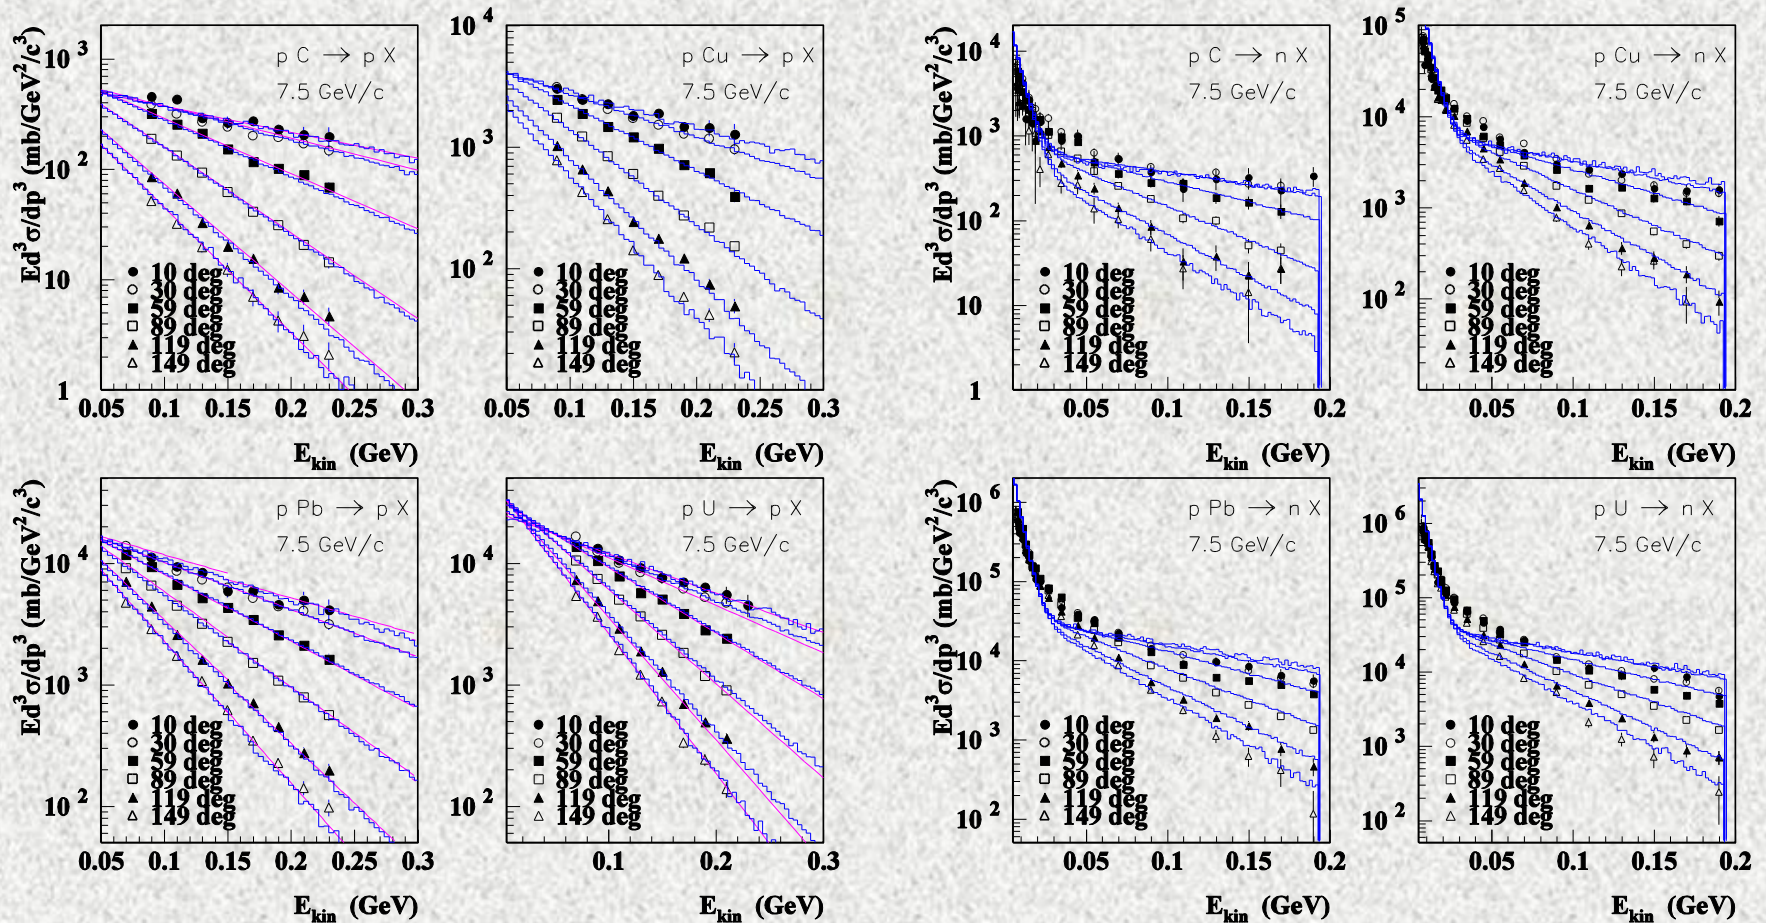 Ed³σ/dp³ (mb/GeV²/c³)
10³
10²
10
1
p C → p X
7.5 GeV/c
10 deg
30 deg
59 deg
89 deg
119 deg
149 deg
0.05 0.1 0.15 0.2 0.25 0.3
E_kin (GeV)
10⁴
10³
10²
p Cu → p X
7.5 GeV/c
10 deg
30 deg
59 deg
89 deg
119 deg
149 deg
0.05 0.1 0.15 0.2 0.25 0.3
E_kin (GeV)
Ed³σ/dp³ (mb/GeV²/c³)
10⁴
10³
10²
10
1
p C → n X
7.5 GeV/c
10 deg
30 deg
59 deg
89 deg
119 deg
149 deg
0.05 0.1 0.15 0.2
E_kin (GeV)
10⁵
10⁴
10³
10²
p Cu → n X
7.5 GeV/c
10 deg
30 deg
59 deg
89 deg
119 deg
149 deg
0.05 0.1 0.15 0.2
E_kin (GeV)
Ed³σ/dp³ (mb/GeV²/c³)
10⁴
10³
10²
p Pb → p X
7.5 GeV/c
10 deg
30 deg
59 deg
89 deg
119 deg
149 deg
0.05 0.1 0.15 0.2 0.25 0.3
E_kin (GeV)
10⁴
10³
10²
p U → p X
7.5 GeV/c
10 deg
30 deg
59 deg
89 deg
119 deg
149 deg
0.1 0.2 0.3
E_kin (GeV)
Ed³σ/dp³ (mb/GeV²/c³)
10⁶
10⁵
10⁴
10³
10²
p Pb → n X
7.5 GeV/c
10 deg
30 deg
59 deg
89 deg
119 deg
149 deg
0.05 0.1 0.15 0.2
E_kin (GeV)
10⁶
10⁵
10⁴
10³
10²
p U → n X
7.5 GeV/c
10 deg
30 deg
59 deg
89 deg
119 deg
149 deg
0.05 0.1 0.15 0.2
E_kin (GeV)